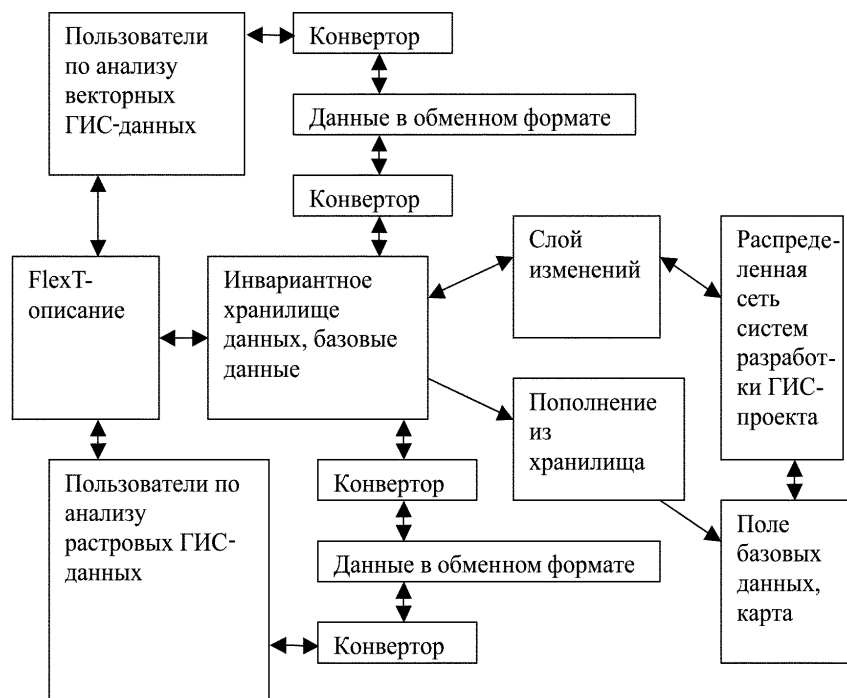 Пользователи
по анализу
векторных
ГИС-данных
Конвертор
Данные в обменном формате
Конвертор
FlexT-
описание
Инвариантное
хранилище
данных, базовые
данные
Слой
изменений
Распреде-
ленная
сеть
систем
разработ-
ки ГИС-
проекта
Пополнение
из
хранилища
Пользователи по
анализу
растровых ГИС-
данных
Конвертор
Данные в обменном формате
Конвертор
Поле
базовых
данных,
карта